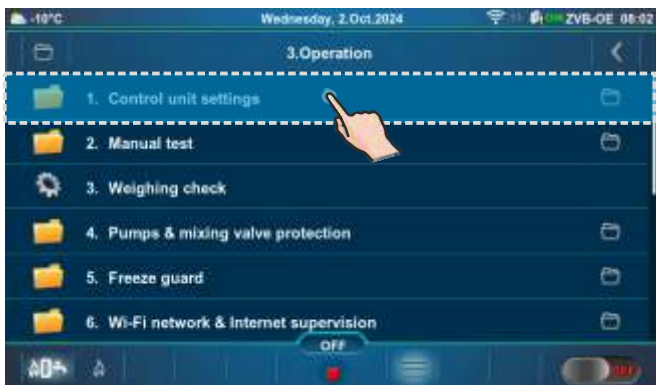 -10°C Wednesday, 2.Oct.2024 ZVB-OE 08:02
3.Operation
1. Control unit settings
2. Manual test
3. Weighing check
4. Pumps & mixing valve protection
5. Freeze guard
6. Wi-Fi network & Internet supervision
OFF
OFF